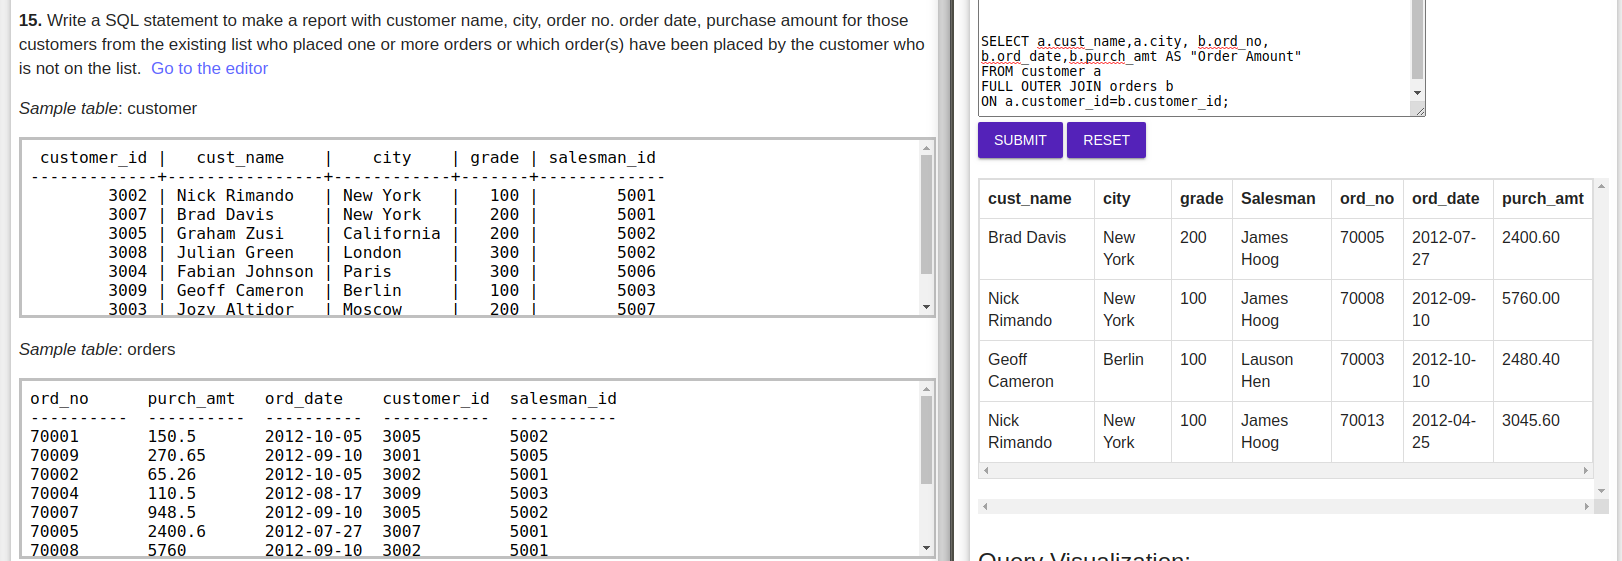 15. Write a SQL statement to make a report with customer name, city, order no. order date, purchase amount for those
customers from the existing list who placed one or more orders or which order(s) have been placed by the customer who
is not on the list.  Go to the editor
Sample table: customer
 customer_id |   cust_name    |    city    | grade | salesman_id
-------------+----------------+------------+-------+-------------
        3002 | Nick Rimando   | New York   |   100 |        5001
        3007 | Brad Davis     | New York   |   200 |        5001
        3005 | Graham Zusi    | California |   200 |        5002
        3008 | Julian Green   | London     |   300 |        5002
        3004 | Fabian Johnson | Paris      |   300 |        5006
        3009 | Geoff Cameron  | Berlin     |   100 |        5003
        3003 | Jozy Altidor   | Moscow     |   200 |        5007
Sample table: orders
ord_no      purch_amt   ord_date    customer_id  salesman_id
----------  ----------  ----------  -----------  -----------
70001       150.5       2012-10-05  3005         5002
70009       270.65      2012-09-10  3001         5005
70002       65.26       2012-10-05  3002         5001
70004       110.5       2012-08-17  3009         5003
70007       948.5       2012-09-10  3005         5002
70005       2400.6      2012-07-27  3007         5001
70008       5760        2012-09-10  3002         5001
SELECT a.cust_name,a.city, b.ord_no,
b.ord_date,b.purch_amt AS "Order Amount"
FROM customer a
FULL OUTER JOIN orders b
ON a.customer_id=b.customer_id;
SUBMIT RESET
cust_name city grade Salesman ord_no ord_date purch_amt
Brad Davis New 200 James 70005 2012-07- 2400.60
York Hoog 27
Nick New 100 James 70008 2012-09- 5760.00
Rimando York Hoog 10
Geoff Berlin 100 Lauson 70003 2012-10- 2480.40
Cameron Hen 10
Nick New 100 James 70013 2012-04- 3045.60
Rimando York Hoog 25
Query Visualization: